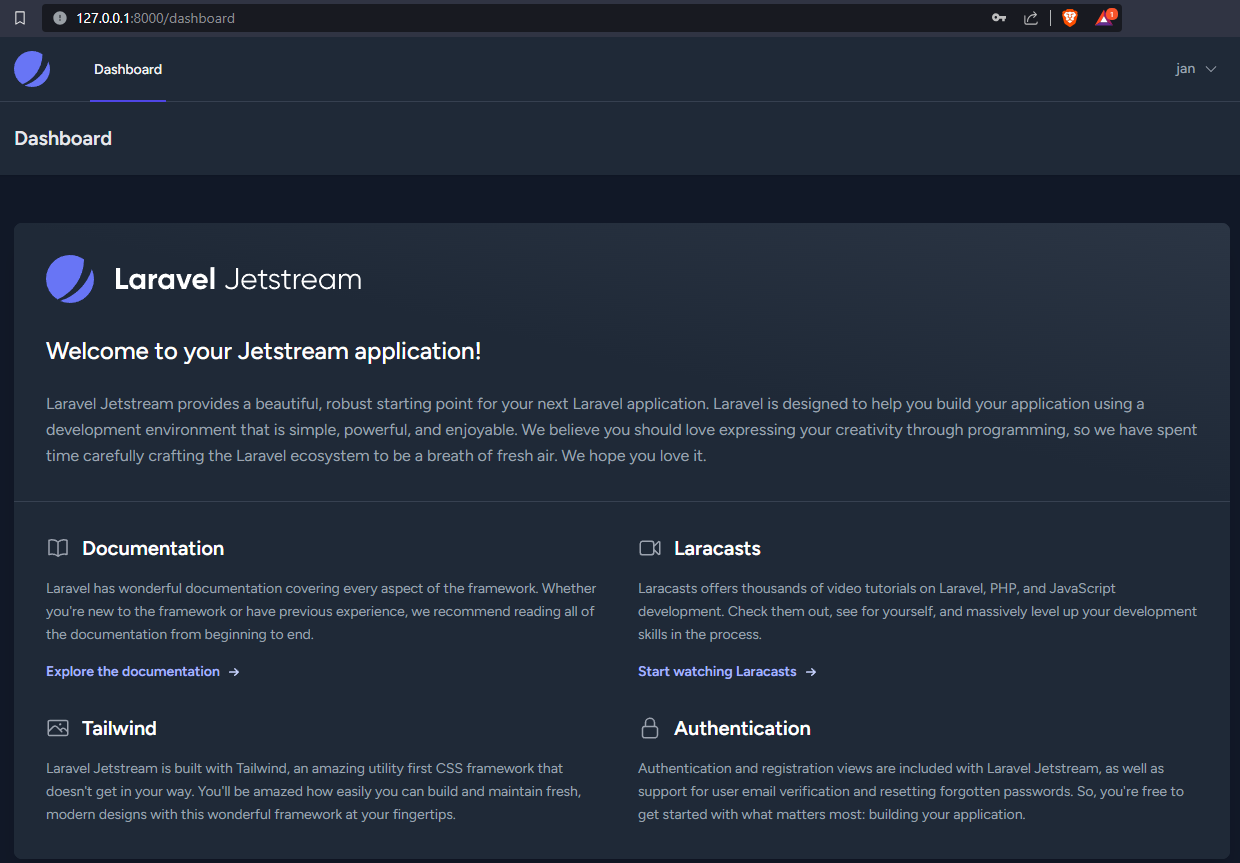 127.0.0.1:8000/dashboard
1
Dashboard
jan
Dashboard
Laravel Jetstream
Welcome to your Jetstream application!
Laravel Jetstream provides a beautiful, robust starting point for your next Laravel application. Laravel is designed to help you build your application using a
development environment that is simple, powerful, and enjoyable. We believe you should love expressing your creativity through programming, so we have spent
time carefully crafting the Laravel ecosystem to be a breath of fresh air. We hope you love it.
Documentation
Laravel has wonderful documentation covering every aspect of the framework. Whether
you're new to the framework or have previous experience, we recommend reading all of
the documentation from beginning to end.
Explore the documentation →
Laracasts
Laracasts offers thousands of video tutorials on Laravel, PHP, and JavaScript
development. Check them out, see for yourself, and massively level up your development
skills in the process.
Start watching Laracasts →
Tailwind
Laravel Jetstream is built with Tailwind, an amazing utility first CSS framework that
doesn't get in your way. You'll be amazed how easily you can build and maintain fresh,
modern designs with this wonderful framework at your fingertips.
Authentication
Authentication and registration views are included with Laravel Jetstream, as well as
support for user email verification and resetting forgotten passwords. So, you're free to
get started with what matters most: building your application.